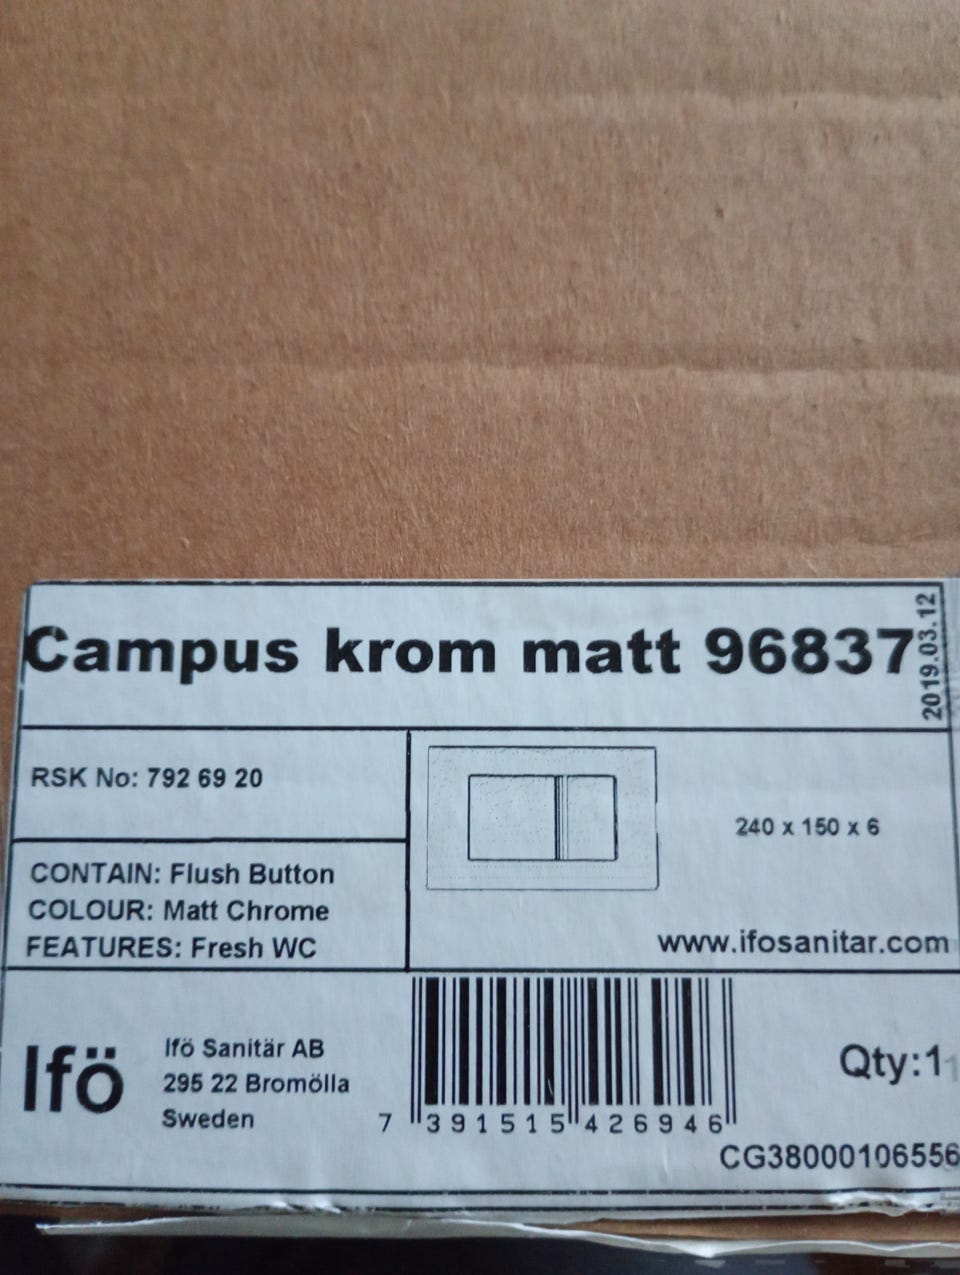 Campus krom matt 96837
2019.03.12
RSK No: 792 69 20
240 x 150 x 6
CONTAIN: Flush Button
COLOUR: Matt Chrome
FEATURES: Fresh WC
www.ifosanitar.com
Ifö
Ifö Sanitär AB
295 22 Bromölla
Sweden
Qty:1
7 391515 426946
CG38000106556